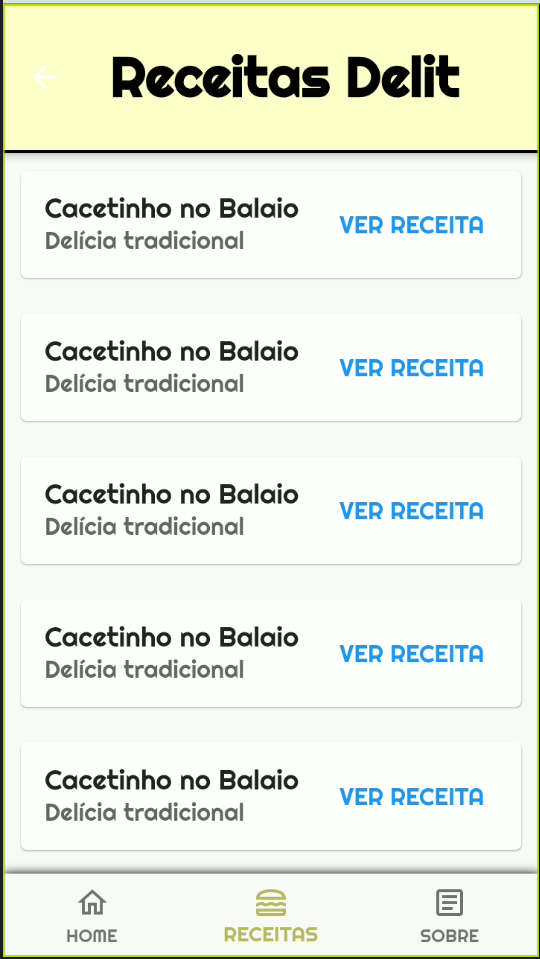 Receitas Delit
Cacetinho no Balaio
Delícia tradicional
VER RECEITA
Cacetinho no Balaio
Delícia tradicional
VER RECEITA
Cacetinho no Balaio
Delícia tradicional
VER RECEITA
Cacetinho no Balaio
Delícia tradicional
VER RECEITA
Cacetinho no Balaio
Delícia tradicional
VER RECEITA
HOME
RECEITAS
SOBRE